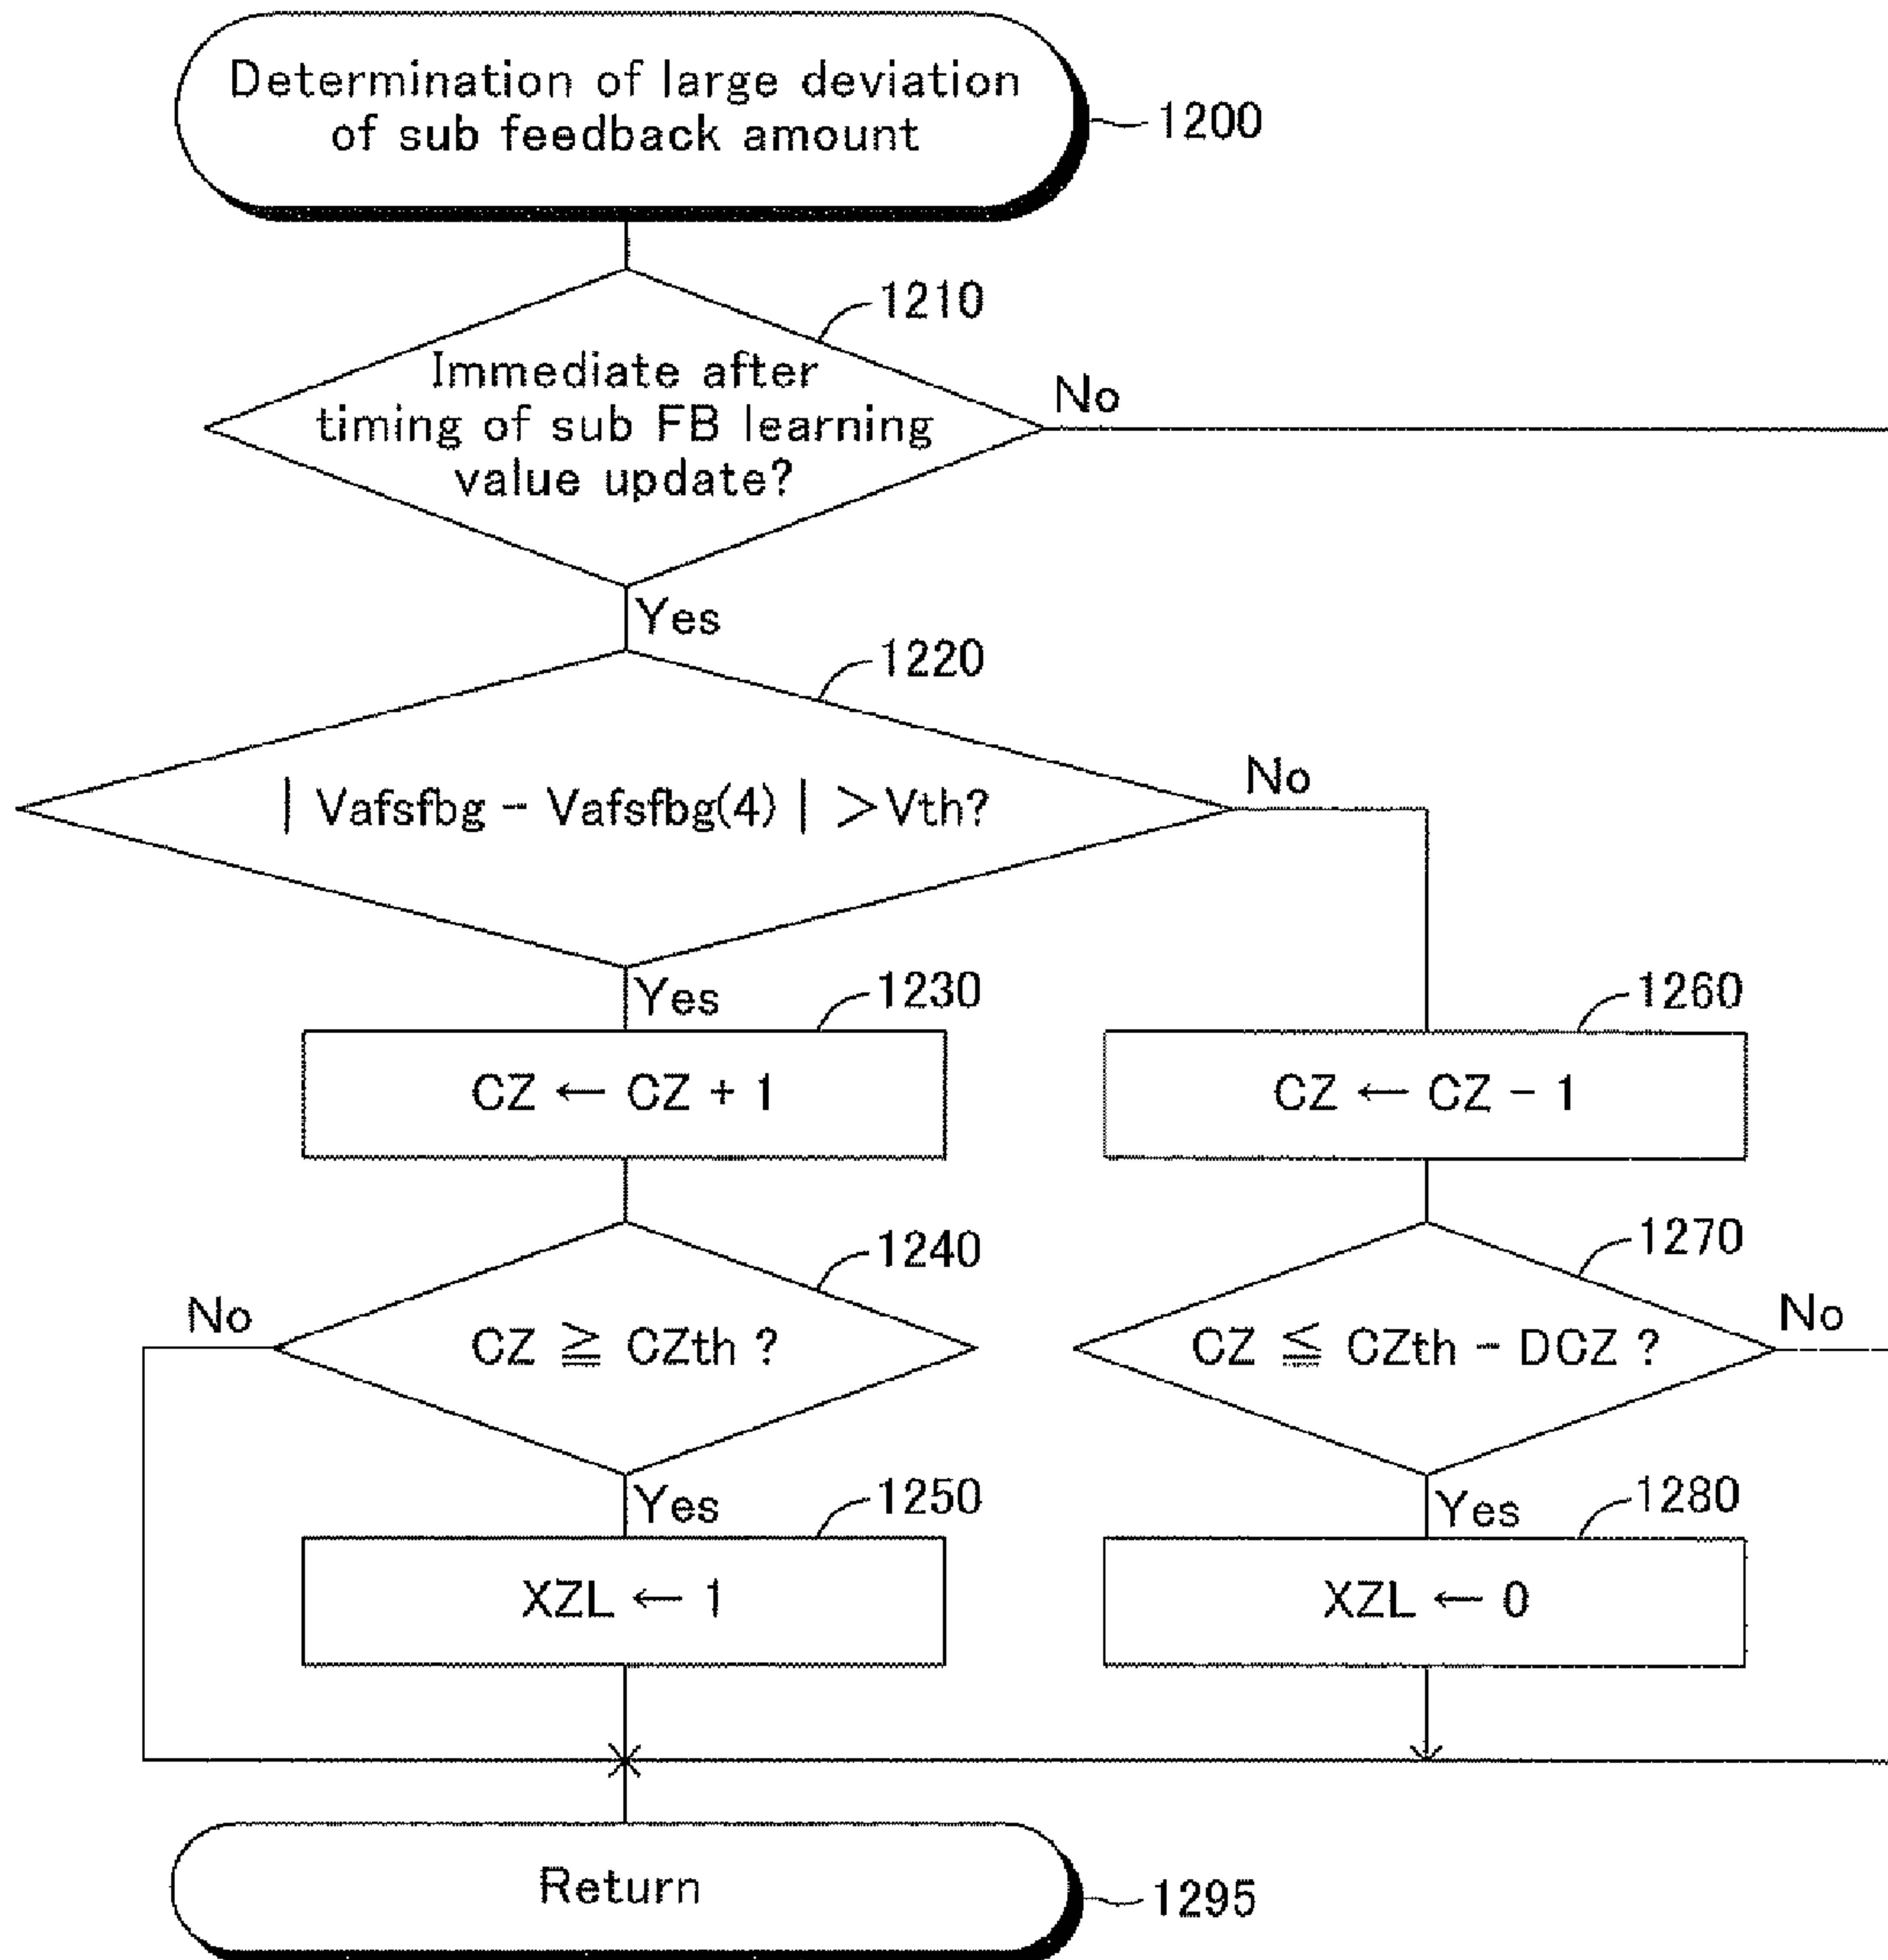 Determination of large deviation
of sub feedback amount
1200
1210
Immediate after
timing of sub FB learning
value update?
No
Yes
1220
| Vafsfbg - Vafsfbg(4) | >Vth?
No
Yes
1230
CZ ← CZ + 1
1260
CZ ← CZ - 1
1240
No
CZ ≧ CZth ?
1270
CZ ≦ CZth - DCZ ?
No
Yes
1250
XZL ← 1
Yes
1280
XZL ← 0
Return
1295